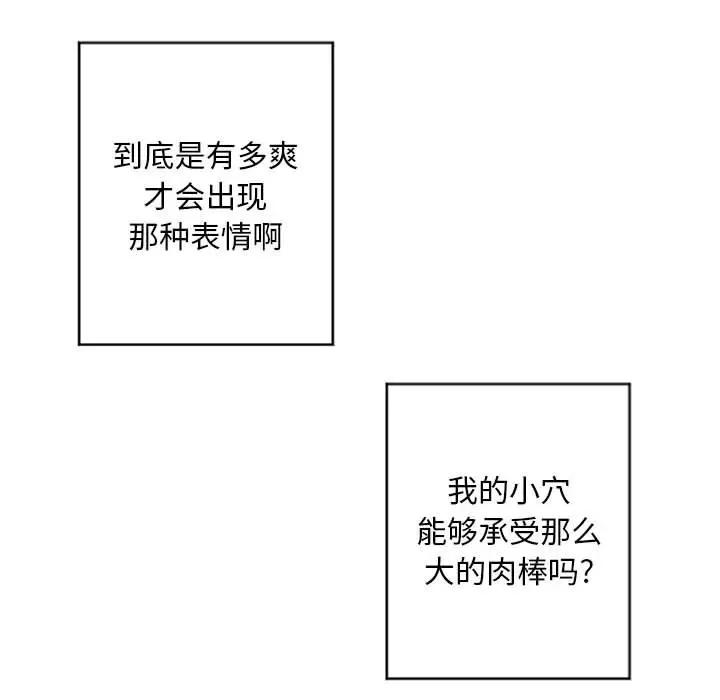 到底是有多爽
才会出现
那种表情啊
我的小穴
能够承受那么
大的肉棒吗?